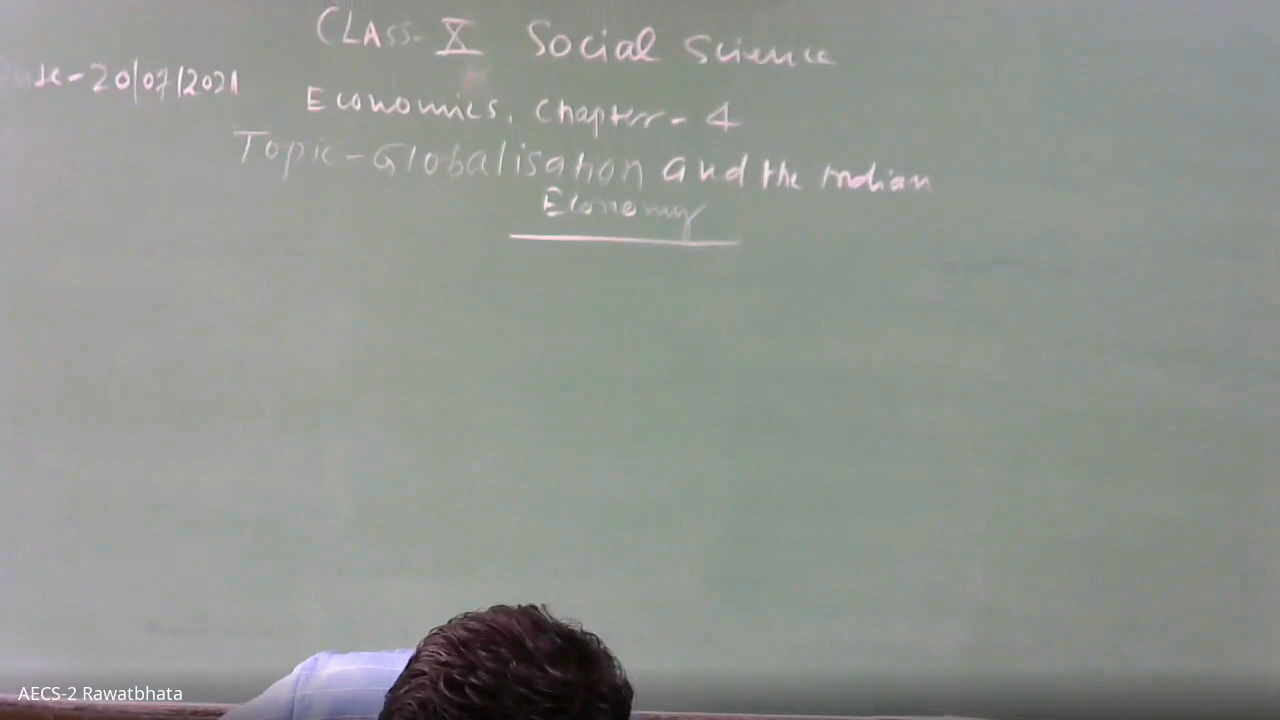 Class- X Social Science
Date-20/07/2021
Economics, Chapter- 4
Topic-Globalisation and the Indian
Economy
AECS-2 Rawatbhata